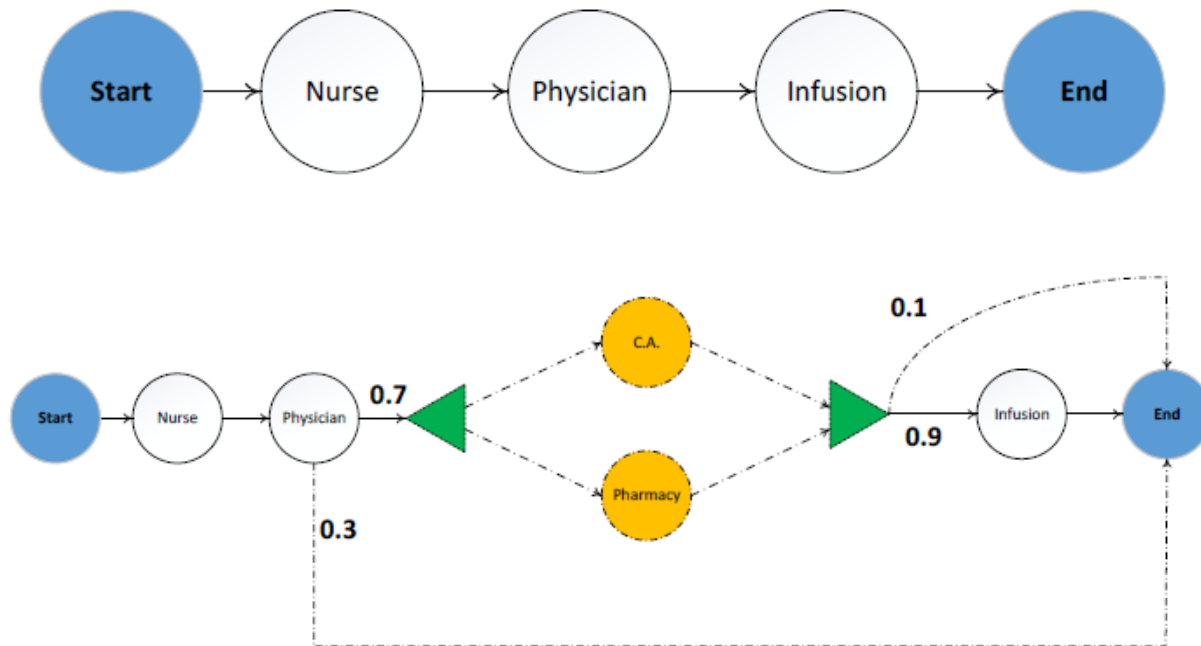 Start
Nurse
Physician
Infusion
End
0.1
C.A.
0.7
Start
Nurse
Physician
0.9
Infusion
End
Pharmacy
0.3